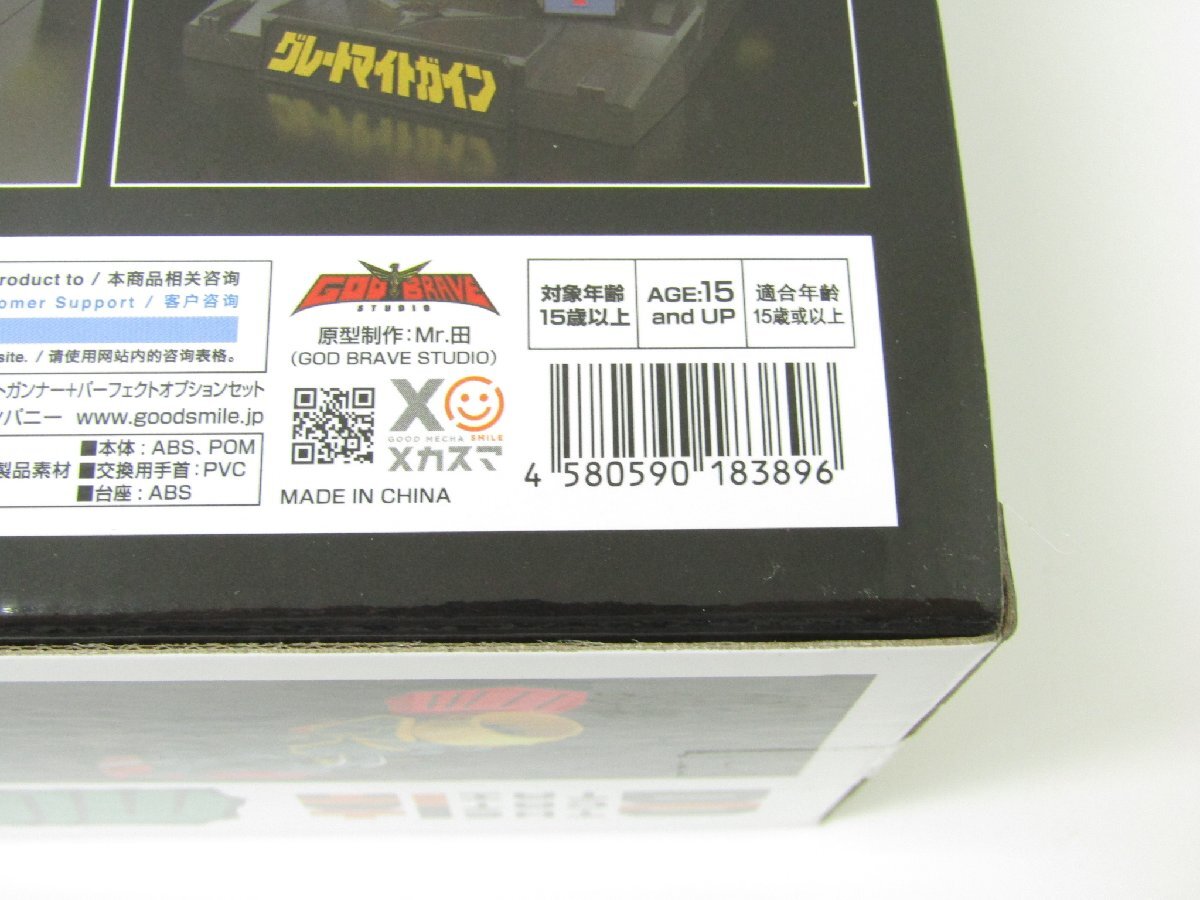 グレートマイトガイン
roduct to / 本商品相关咨询
omer Support / 客户咨询
site. / 请使用网站内的咨询表格。
トガンナー+パーフェクトオプションセット
パニー www.goodsmile.jp
製品素材
■本体：ABS、POM
■交換用手首：PVC
■台座：ABS
GOD BRAVE
STUDIO
原型制作：Mr.田
(GOD BRAVE STUDIO)
GOOD MECHA SMILE
メカスマ
MADE IN CHINA
対象年齢
15歳以上
AGE:15
and UP
適合年齡
15歲或以上
4 580590 183896